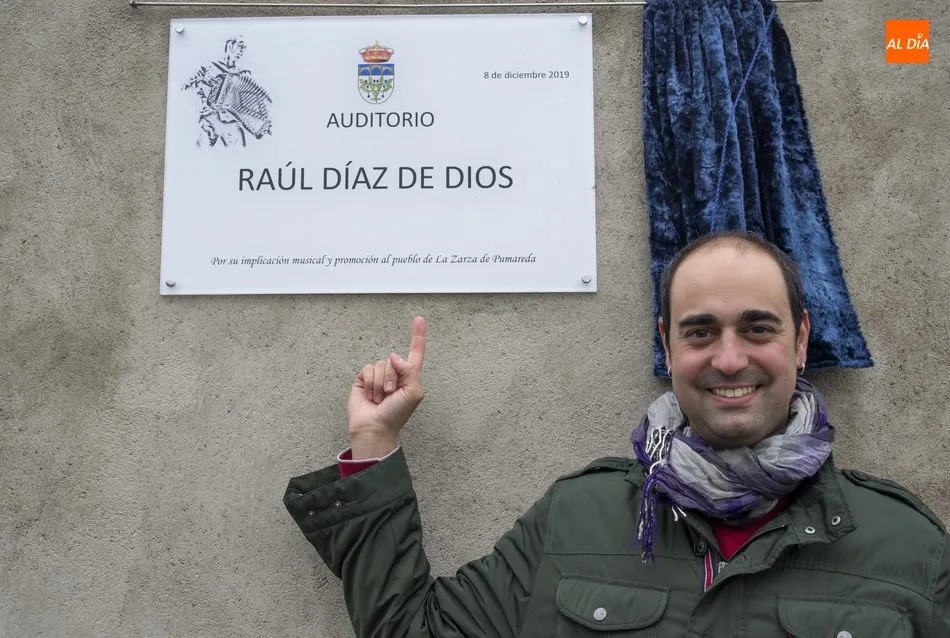 AL DÍA
8 de diciembre 2019
AUDITORIO
RAÚL DÍAZ DE DIOS
Por su implicación musical y promoción al pueblo de La Zarza de Pumareda